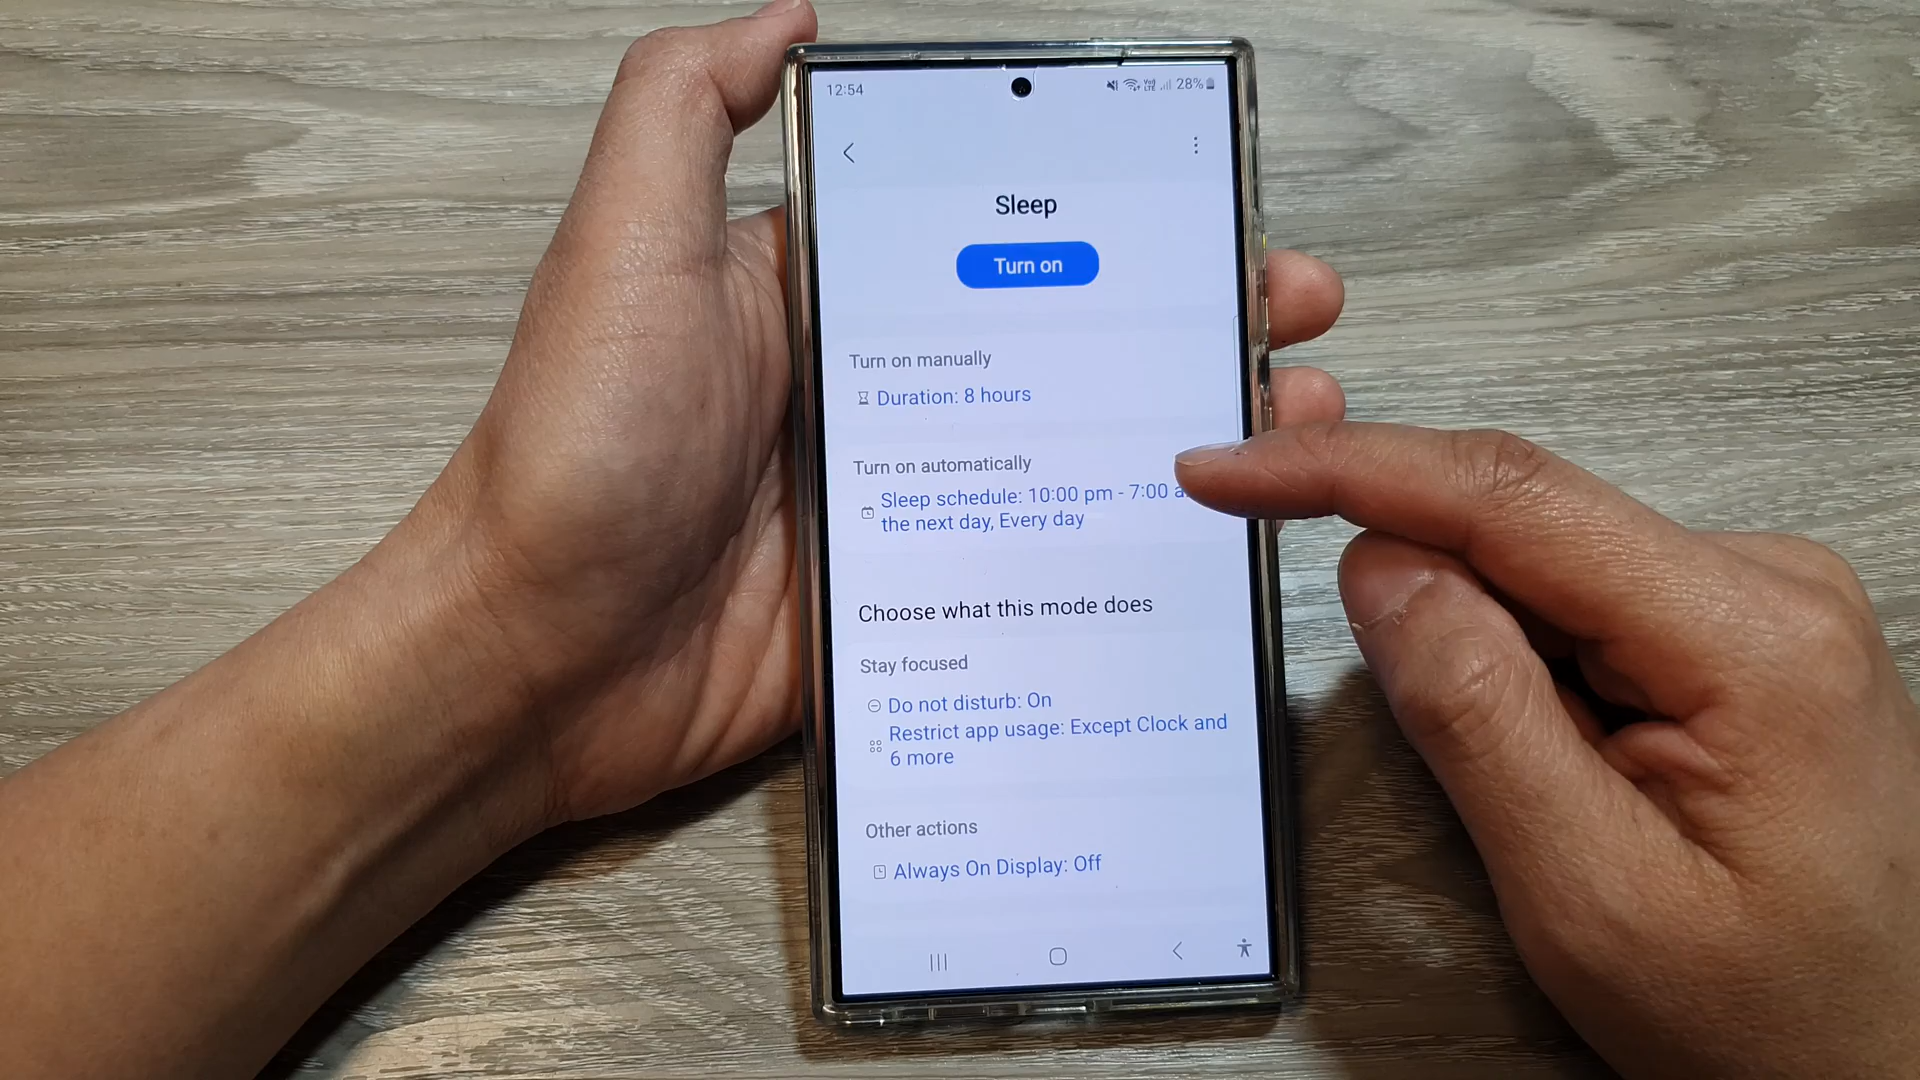 12:54
Vo)) LTE 28%
Sleep
Turn on
Turn on manually
Duration: 8 hours
Turn on automatically
Sleep schedule: 10:00 pm - 7:00 a
the next day, Every day
Choose what this mode does
Stay focused
Do not disturb: On
Restrict app usage: Except Clock and
6 more
Other actions
Always On Display: Off